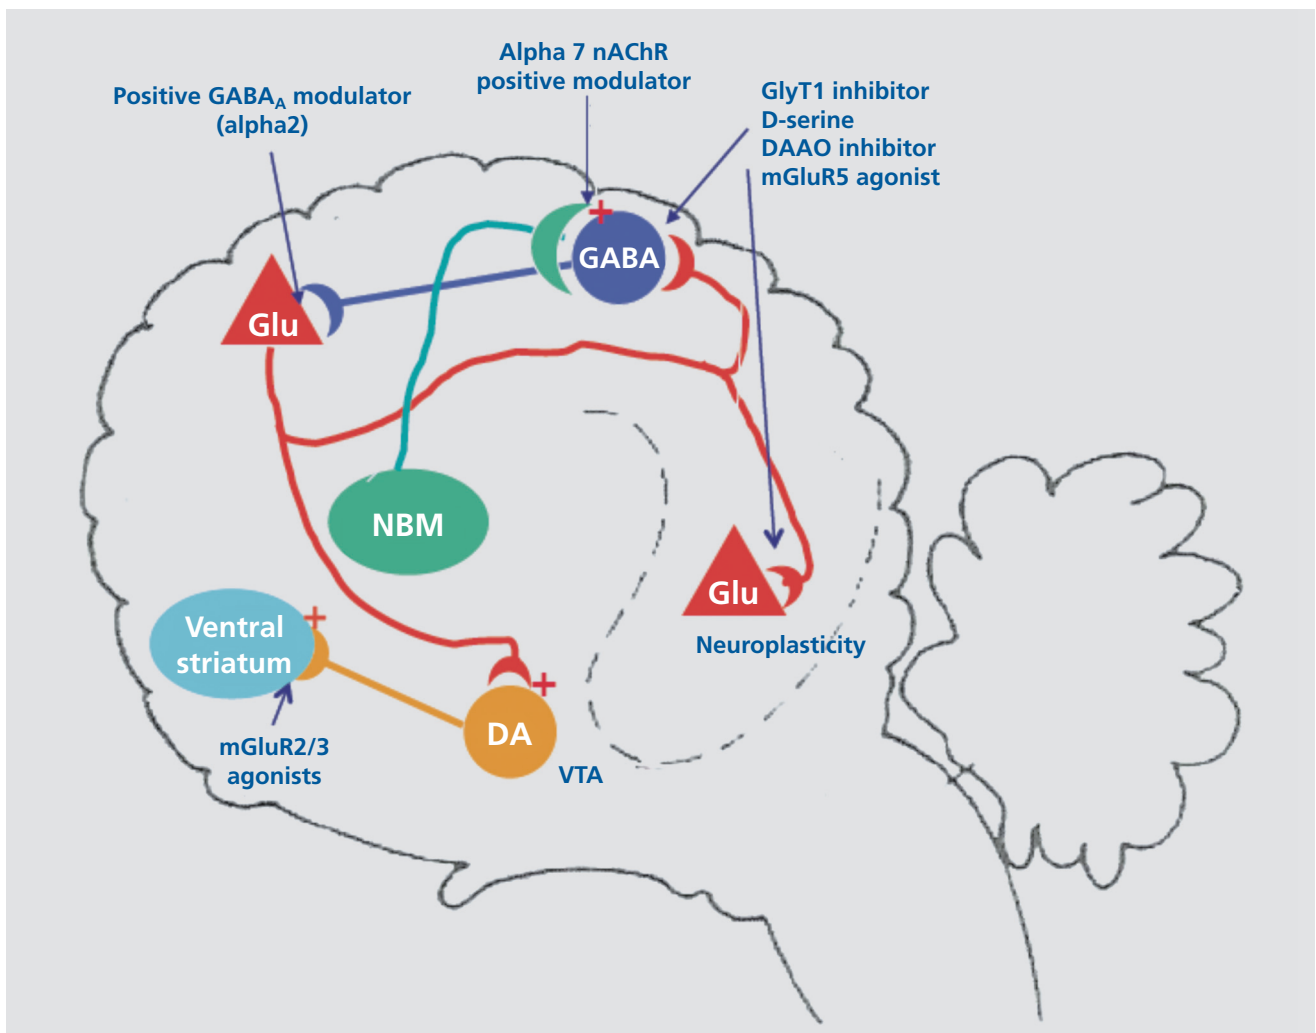 Alpha 7 nAChR
positive modulator
Positive GABA_A modulator
(alpha2)
GlyT1 inhibitor
D-serine
DAAO inhibitor
mGluR5 agonist
+
GABA
Glu
NBM
Glu
Neuroplasticity
+
Ventral
striatum
+
DA
VTA
mGluR2/3
agonists